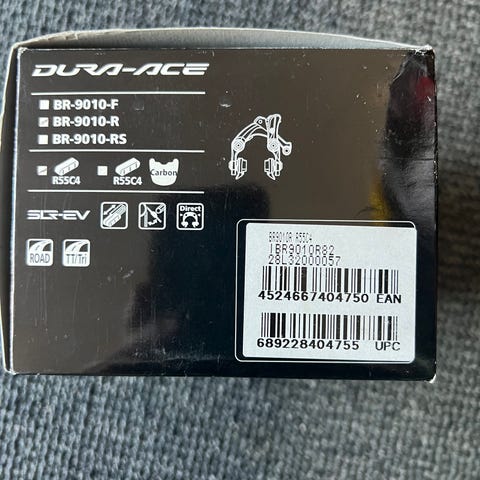 DURA-ACE
BR-9010-F
BR-9010-R
BR-9010-RS
R55C4 R55C4 Carbon
SLR-EV Direct
ROAD TT/Tri
BR9010R R55C4
IBR9010R82
28L32000057
4524667404750 EAN
689228404755 UPC